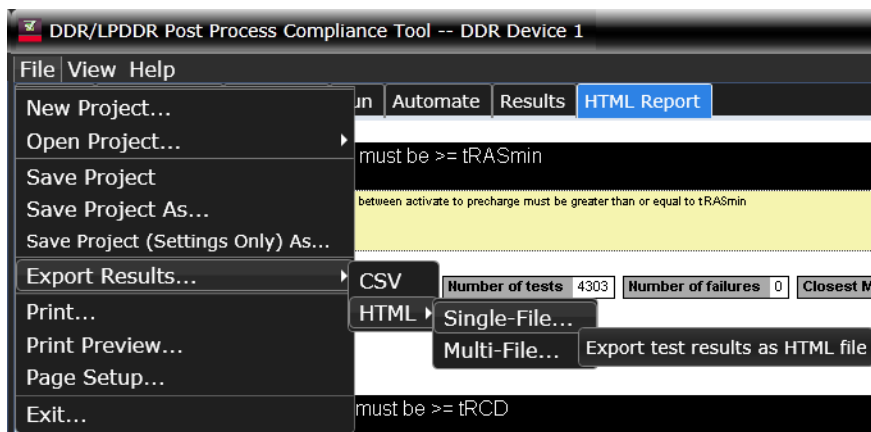 DDR/LPDDR Post Process Compliance Tool -- DDR Device 1
File View Help
un Automate Results HTML Report
New Project...
Open Project...
must be >= tRASmin
Save Project
Save Project As...
between activate to precharge must be greater than or equal to tRASmin
Save Project (Settings Only) As...
Export Results...
CSV
Number of tests 4303 Number of failures 0 Closest M
Print...
HTML
Single-File...
Print Preview...
Multi-File...
Export test results as HTML file
Page Setup...
Exit...
must be >= tRCD